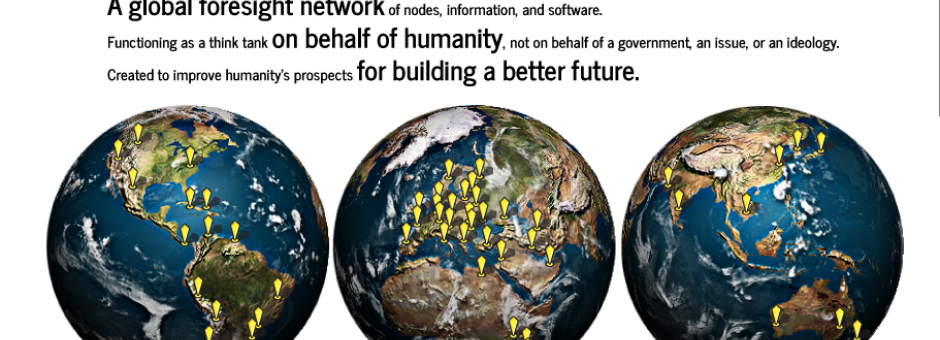 A global foresight network of nodes, information, and software.
Functioning as a think tank on behalf of humanity, not on behalf of a government, an issue, or an ideology.
Created to improve humanity's prospects for building a better future.